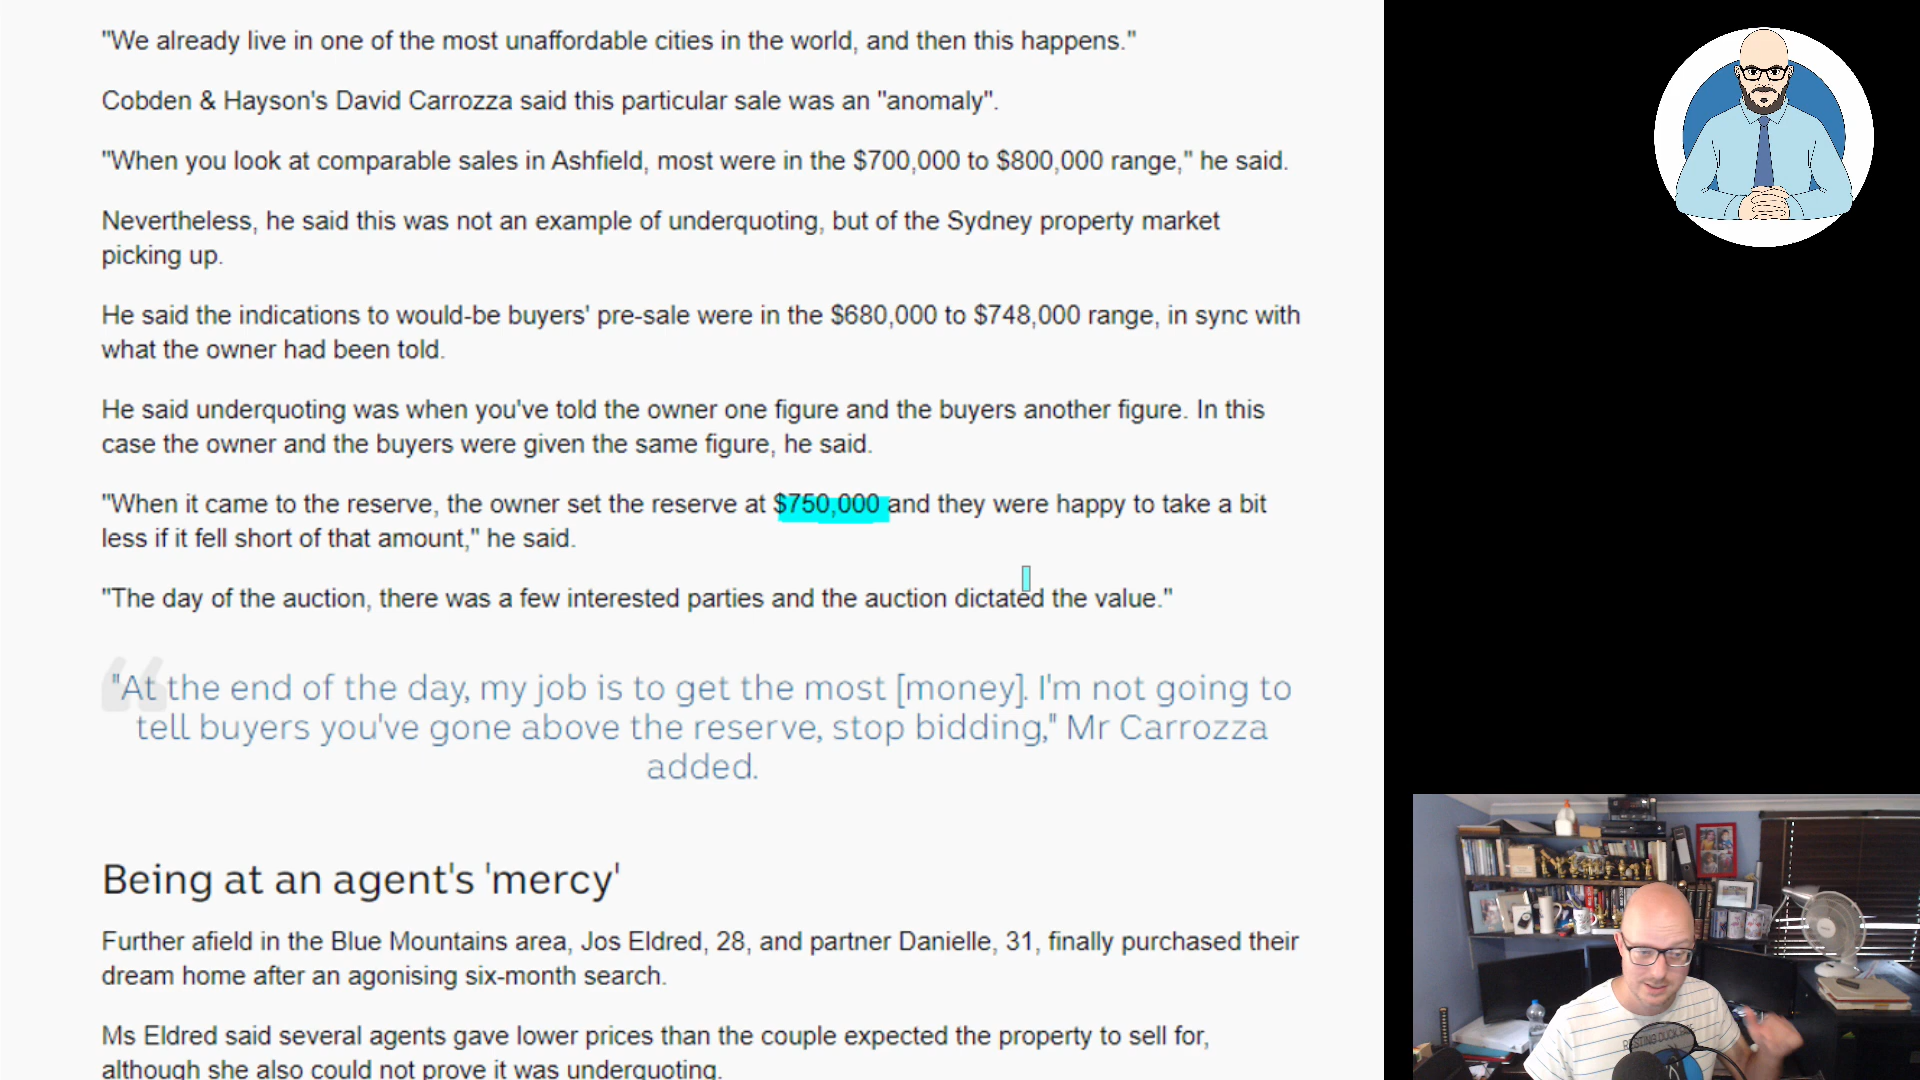 "We already live in one of the most unaffordable cities in the world, and then this happens."
Cobden & Hayson's David Carrozza said this particular sale was an "anomaly".
"When you look at comparable sales in Ashfield, most were in the $700,000 to $800,000 range," he said.
Nevertheless, he said this was not an example of underquoting, but of the Sydney property market
picking up.
He said the indications to would-be buyers' pre-sale were in the $680,000 to $748,000 range, in sync with
what the owner had been told.
He said underquoting was when you've told the owner one figure and the buyers another figure. In this
case the owner and the buyers were given the same figure, he said.
"When it came to the reserve, the owner set the reserve at $750,000 and they were happy to take a bit
less if it fell short of that amount," he said.
"The day of the auction, there was a few interested parties and the auction dictated the value."
"At the end of the day, my job is to get the most [money]. I'm not going to
tell buyers you've gone above the reserve, stop bidding," Mr Carrozza
added.
Being at an agent's 'mercy'
Further afield in the Blue Mountains area, Jos Eldred, 28, and partner Danielle, 31, finally purchased their
dream home after an agonising six-month search.
Ms Eldred said several agents gave lower prices than the couple expected the property to sell for,
although she also could not prove it was underquoting.